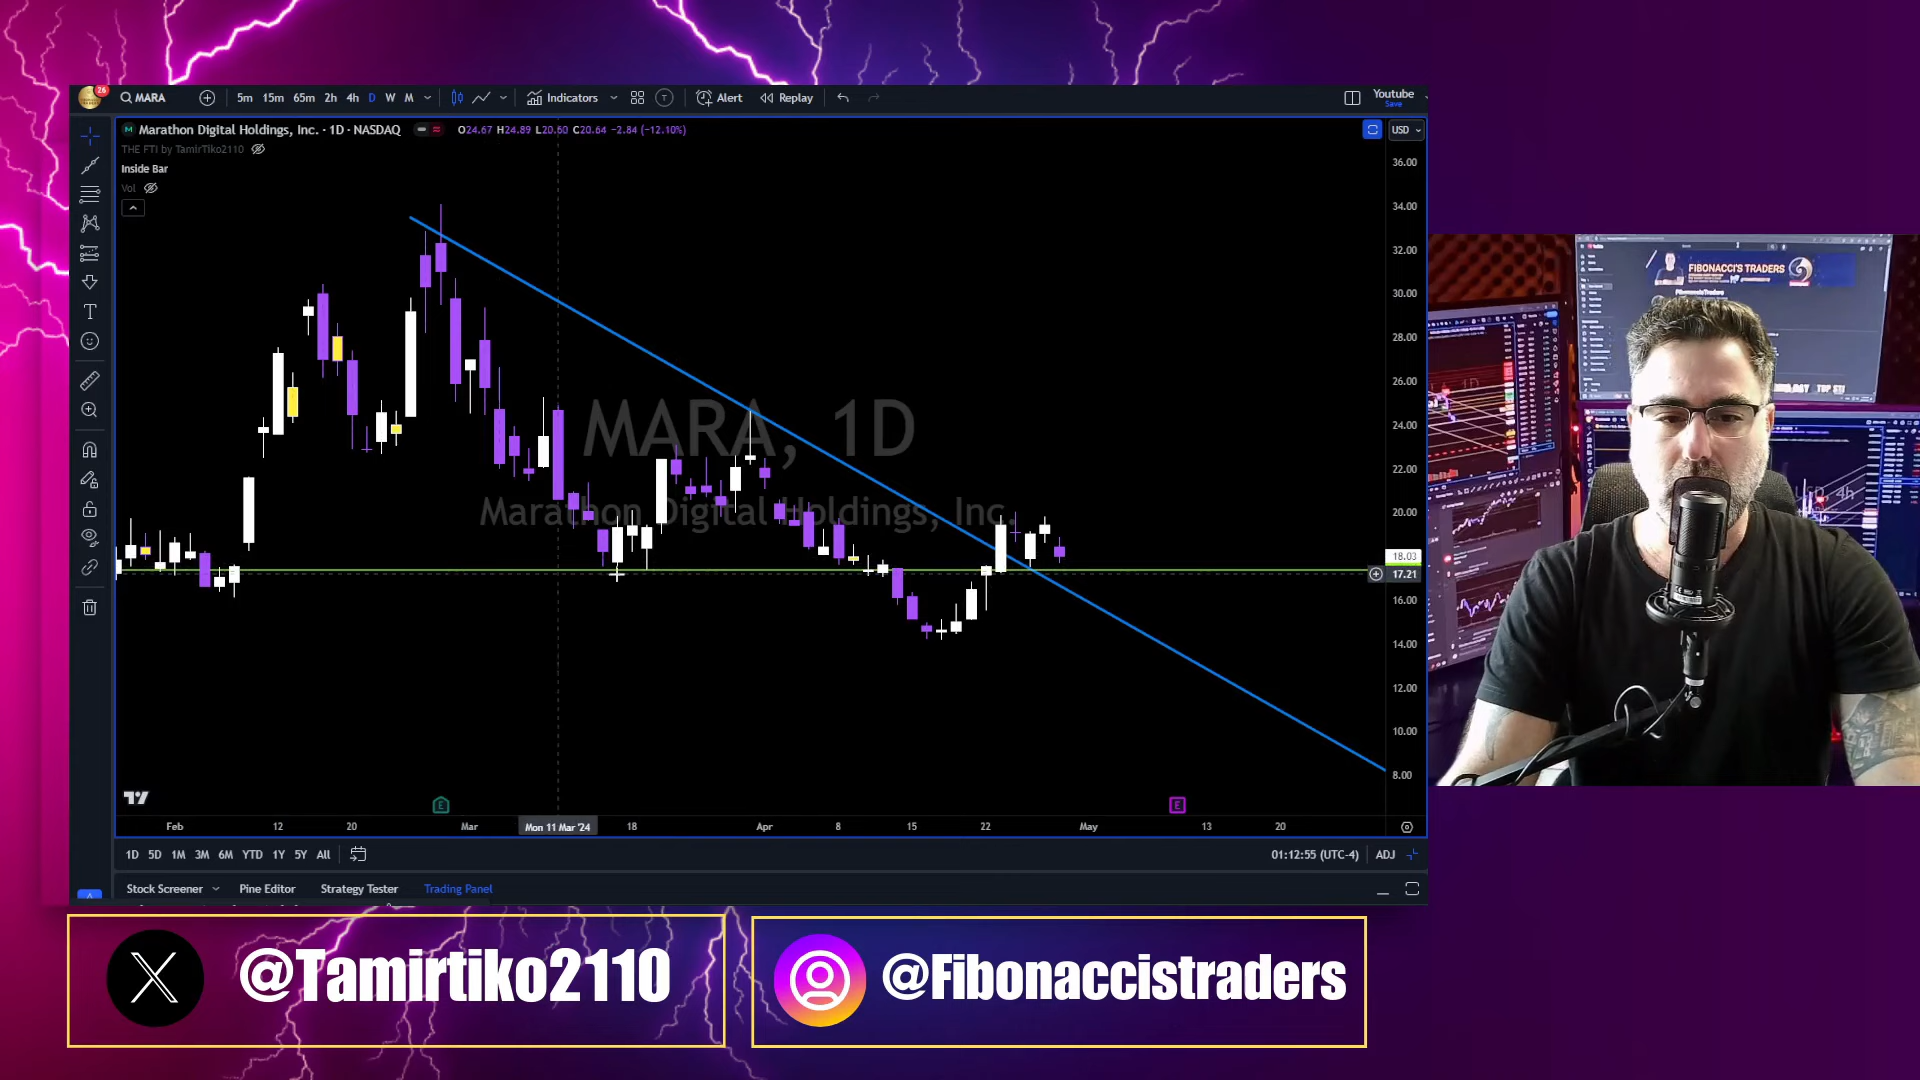 26
MARA
5m 15m 65m 2h 4h D W M
Indicators
T
Alert
Replay
Youtube
Save
M Marathon Digital Holdings, Inc. · 1D · NASDAQ
O24.67 H24.89 L20.60 C20.64 −2.84 (−12.10%)
USD
THE FTI by TamirTiko2110
Inside Bar
Vol
36.00
34.00
32.00
30.00
28.00
26.00
24.00
22.00
20.00
18.03
17.21
16.00
14.00
12.00
10.00
8.00
MARA, 1D
Marathon Digital Holdings, Inc.
E
E
Feb 12 20 Mar Mon 11 Mar '24 18 Apr 8 15 22 May 13 20
1D 5D 1M 3M 6M YTD 1Y 5Y All
01:12:55 (UTC-4)
ADJ
Stock Screener
Pine Editor
Strategy Tester
Trading Panel
FIBONACCI'S TRADERS
@Tamirtiko2110
@Fibonaccistraders